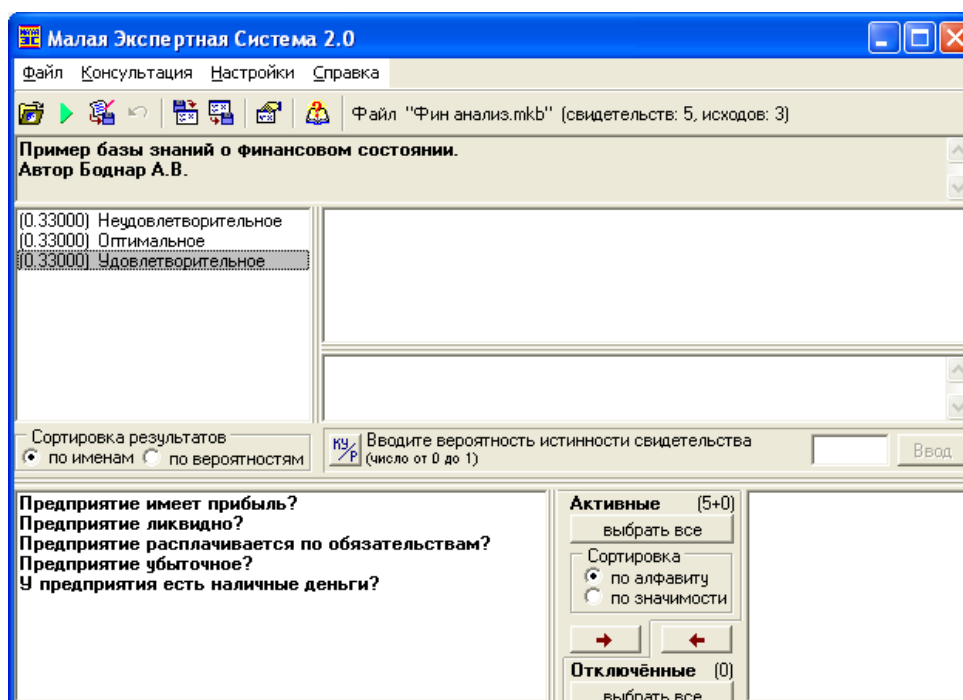 Малая Экспертная Система 2.0
Файл Консультация Настройки Справка
Файл "Фин анализ.mkb" (свидетельств: 5, исходов: 3)
Пример базы знаний о финансовом состоянии.
Автор Боднар А.В.
(0.33000) Неудовлетворительное
(0.33000) Оптимальное
(0.33000) Удовлетворительное
Сортировка результатов
по именам по вероятностям
КУ/Р
Вводите вероятность истинности свидетельства
(число от 0 до 1)
Ввод
Предприятие имеет прибыль?
Предприятие ликвидно?
Предприятие расплачивается по обязательствам?
Предприятие убыточное?
У предприятия есть наличные деньги?
Активные (5+0)
выбрать все
Сортировка
по алфавиту
по значимости
Отключённые (0)
выбрать все